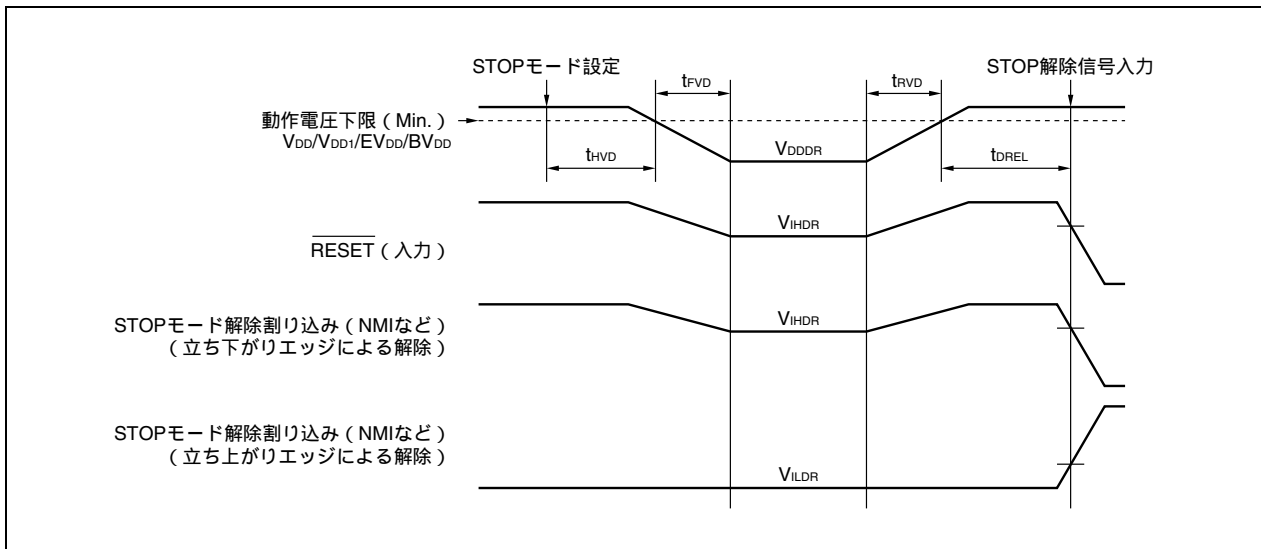 STOPモード設定
STOP解除信号入力
tFVD
tRVD
動作電圧下限（Min.）
VDD/VDD1/EVDD/BVDD
tHVD
VDDDR
tDREL
RESET（入力）
VIHDR
STOPモード解除割り込み（NMIなど）
（立ち下がりエッジによる解除）
VIHDR
STOPモード解除割り込み（NMIなど）
（立ち上がりエッジによる解除）
VILDR